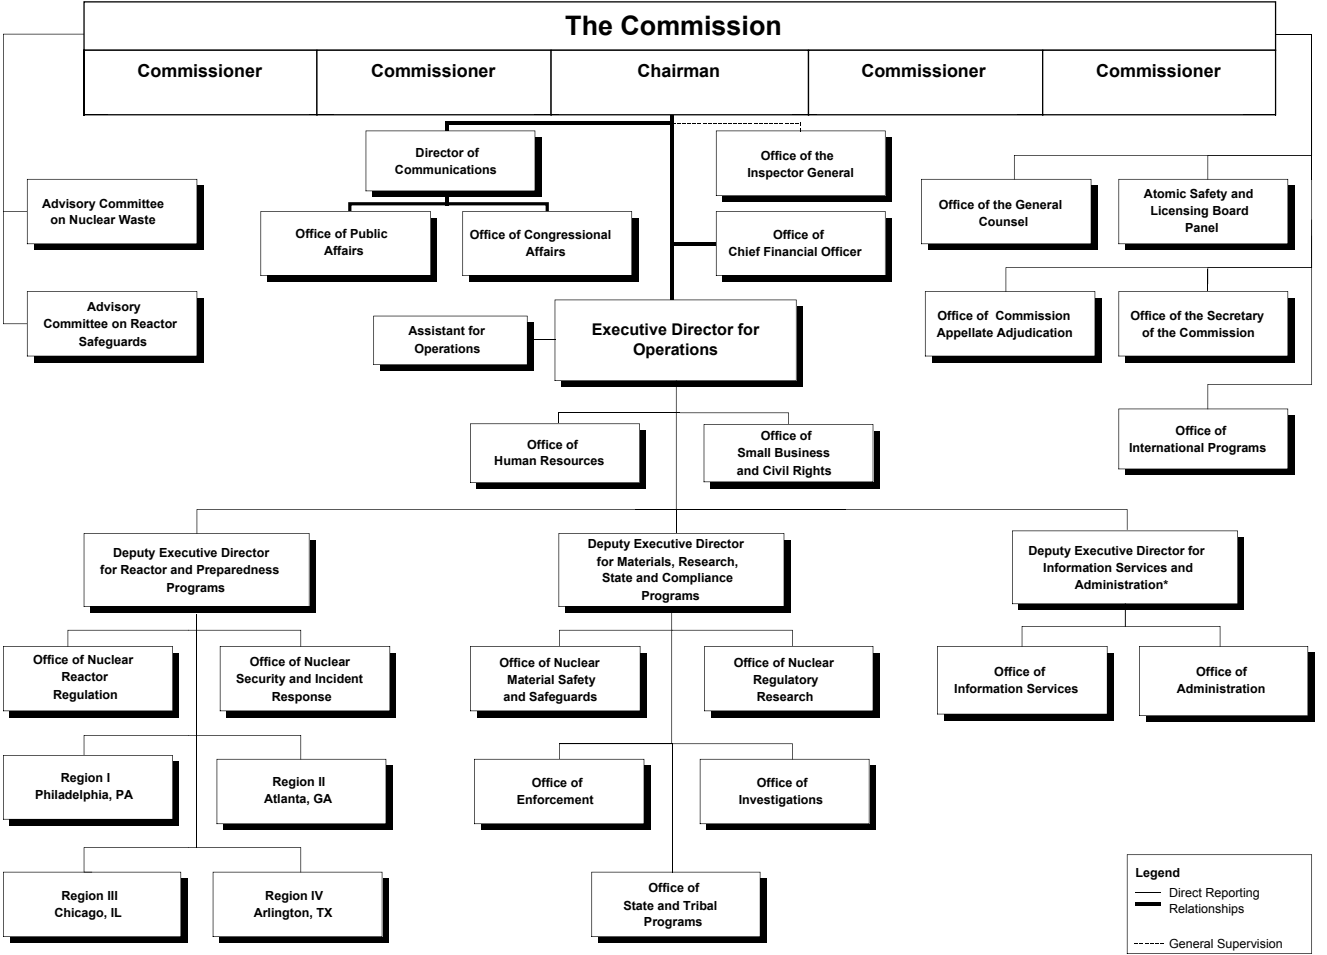 The Commission
Commissioner
Commissioner
Chairman
Commissioner
Commissioner
Director of
Communications
Office of the
Inspector General
Advisory Committee
on Nuclear Waste
Office of Public
Affairs
Office of Congressional
Affairs
Office of
Chief Financial Officer
Office of the General
Counsel
Atomic Safety and
Licensing Board
Panel
Advisory
Committee on Reactor
Safeguards
Assistant for
Operations
Executive Director for
Operations
Office of  Commission
Appellate Adjudication
Office of the Secretary
of the Commission
Office of
Human Resources
Office of
Small Business
and Civil Rights
Office of
International Programs
Deputy Executive Director
for Reactor and Preparedness
Programs
Deputy Executive Director
for Materials, Research,
State and Compliance
Programs
Deputy Executive Director for
Information Services and
Administration*
Office of Nuclear
Reactor
Regulation
Office of Nuclear
Security and Incident
Response
Office of Nuclear
Material Safety
and Safeguards
Office of Nuclear
Regulatory
Research
Office of
Information Services
Office of
Administration
Region I
Philadelphia, PA
Region II
Atlanta, GA
Office of
Enforcement
Office of
Investigations
Region III
Chicago, IL
Region IV
Arlington, TX
Office of
State and Tribal
Programs
Legend
Direct Reporting
Relationships
General Supervision